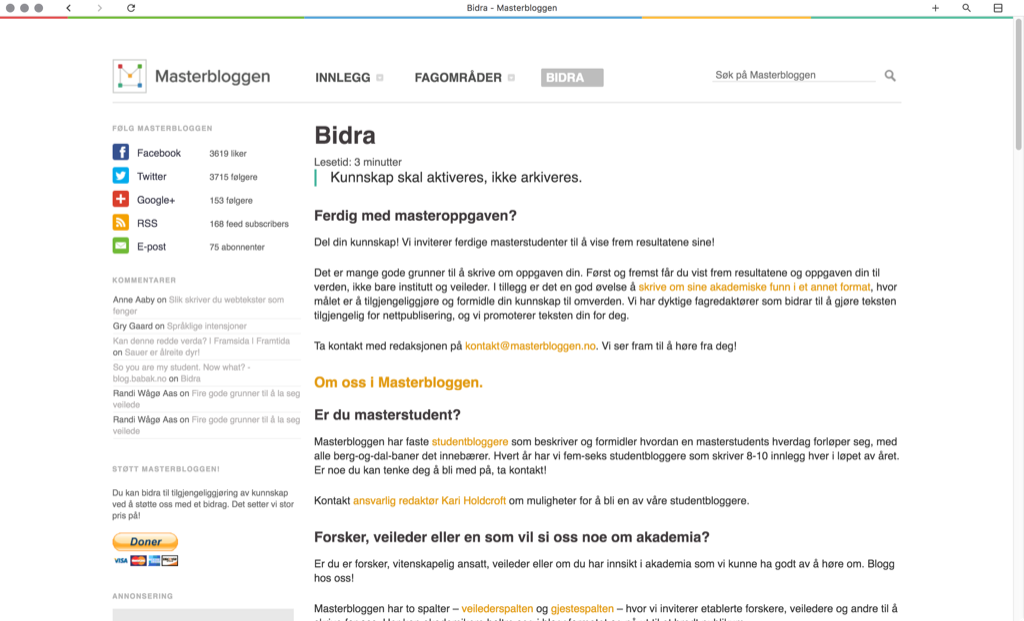 Bidra - Masterbloggen
Masterbloggen
INNLEGG
FAGOMRÅDER
BIDRA
Søk på Masterbloggen
FØLG MASTERBLOGGEN
Facebook 3619 liker
Twitter 3715 følgere
Google+ 153 følgere
RSS 168 feed subscribers
E-post 75 abonnenter
KOMMENTARER
Anne Aaby on Slik skriver du webtekster som
fenger
Gry Gaard on Språklige intensjoner
Kan denne redde verda? I Framsida I Framtida
on Sauer er ålreite dyr!
So you are my student. Now what? -
blog.babak.no on Bidra
Randi Wågø Aas on Fire gode grunner til å la seg
veilede
Randi Wågø Aas on Fire gode grunner til å la seg
veilede
STØTT MASTERBLOGGEN!
Du kan bidra til tilgjengeliggjøring av kunnskap
ved å støtte oss med et bidrag. Det setter vi stor
pris på!
Doner
VISA
ANNONSERING
Bidra
Lesetid: 3 minutter
Kunnskap skal aktiveres, ikke arkiveres.
Ferdig med masteroppgaven?
Del din kunnskap! Vi inviterer ferdige masterstudenter til å vise frem resultatene sine!
Det er mange gode grunner til å skrive om oppgaven din. Først og fremst får du vist frem resultatene og oppgaven din til
verden, ikke bare institutt og veileder. I tillegg er det en god øvelse å skrive om sine akademiske funn i et annet format, hvor
målet er å tilgjengeliggjøre og formidle din kunnskap til omverden. Vi har dyktige fagredaktører som bidrar til å gjøre teksten
tilgjengelig for nettpublisering, og vi promoterer teksten din for deg.
Ta kontakt med redaksjonen på kontakt@masterbloggen.no. Vi ser fram til å høre fra deg!
Om oss i Masterbloggen.
Er du masterstudent?
Masterbloggen har faste studentbloggere som beskriver og formidler hvordan en masterstudents hverdag forløper seg, med
alle berg-og-dal-baner det innebærer. Hvert år har vi fem-seks studentbloggere som skriver 8-10 innlegg hver i løpet av året.
Er noe du kan tenke deg å bli med på, ta kontakt!
Kontakt ansvarlig redaktør Kari Holdcroft om muligheter for å bli en av våre studentbloggere.
Forsker, veileder eller en som vil si oss noe om akademia?
Er du er forsker, vitenskapelig ansatt, veileder eller om du har innsikt i akademia som vi kunne ha godt av å høre om. Blogg
hos oss!
Masterbloggen har to spalter – veilederspalten og gjestespalten – hvor vi inviterer etablerte forskere, veiledere og andre til å